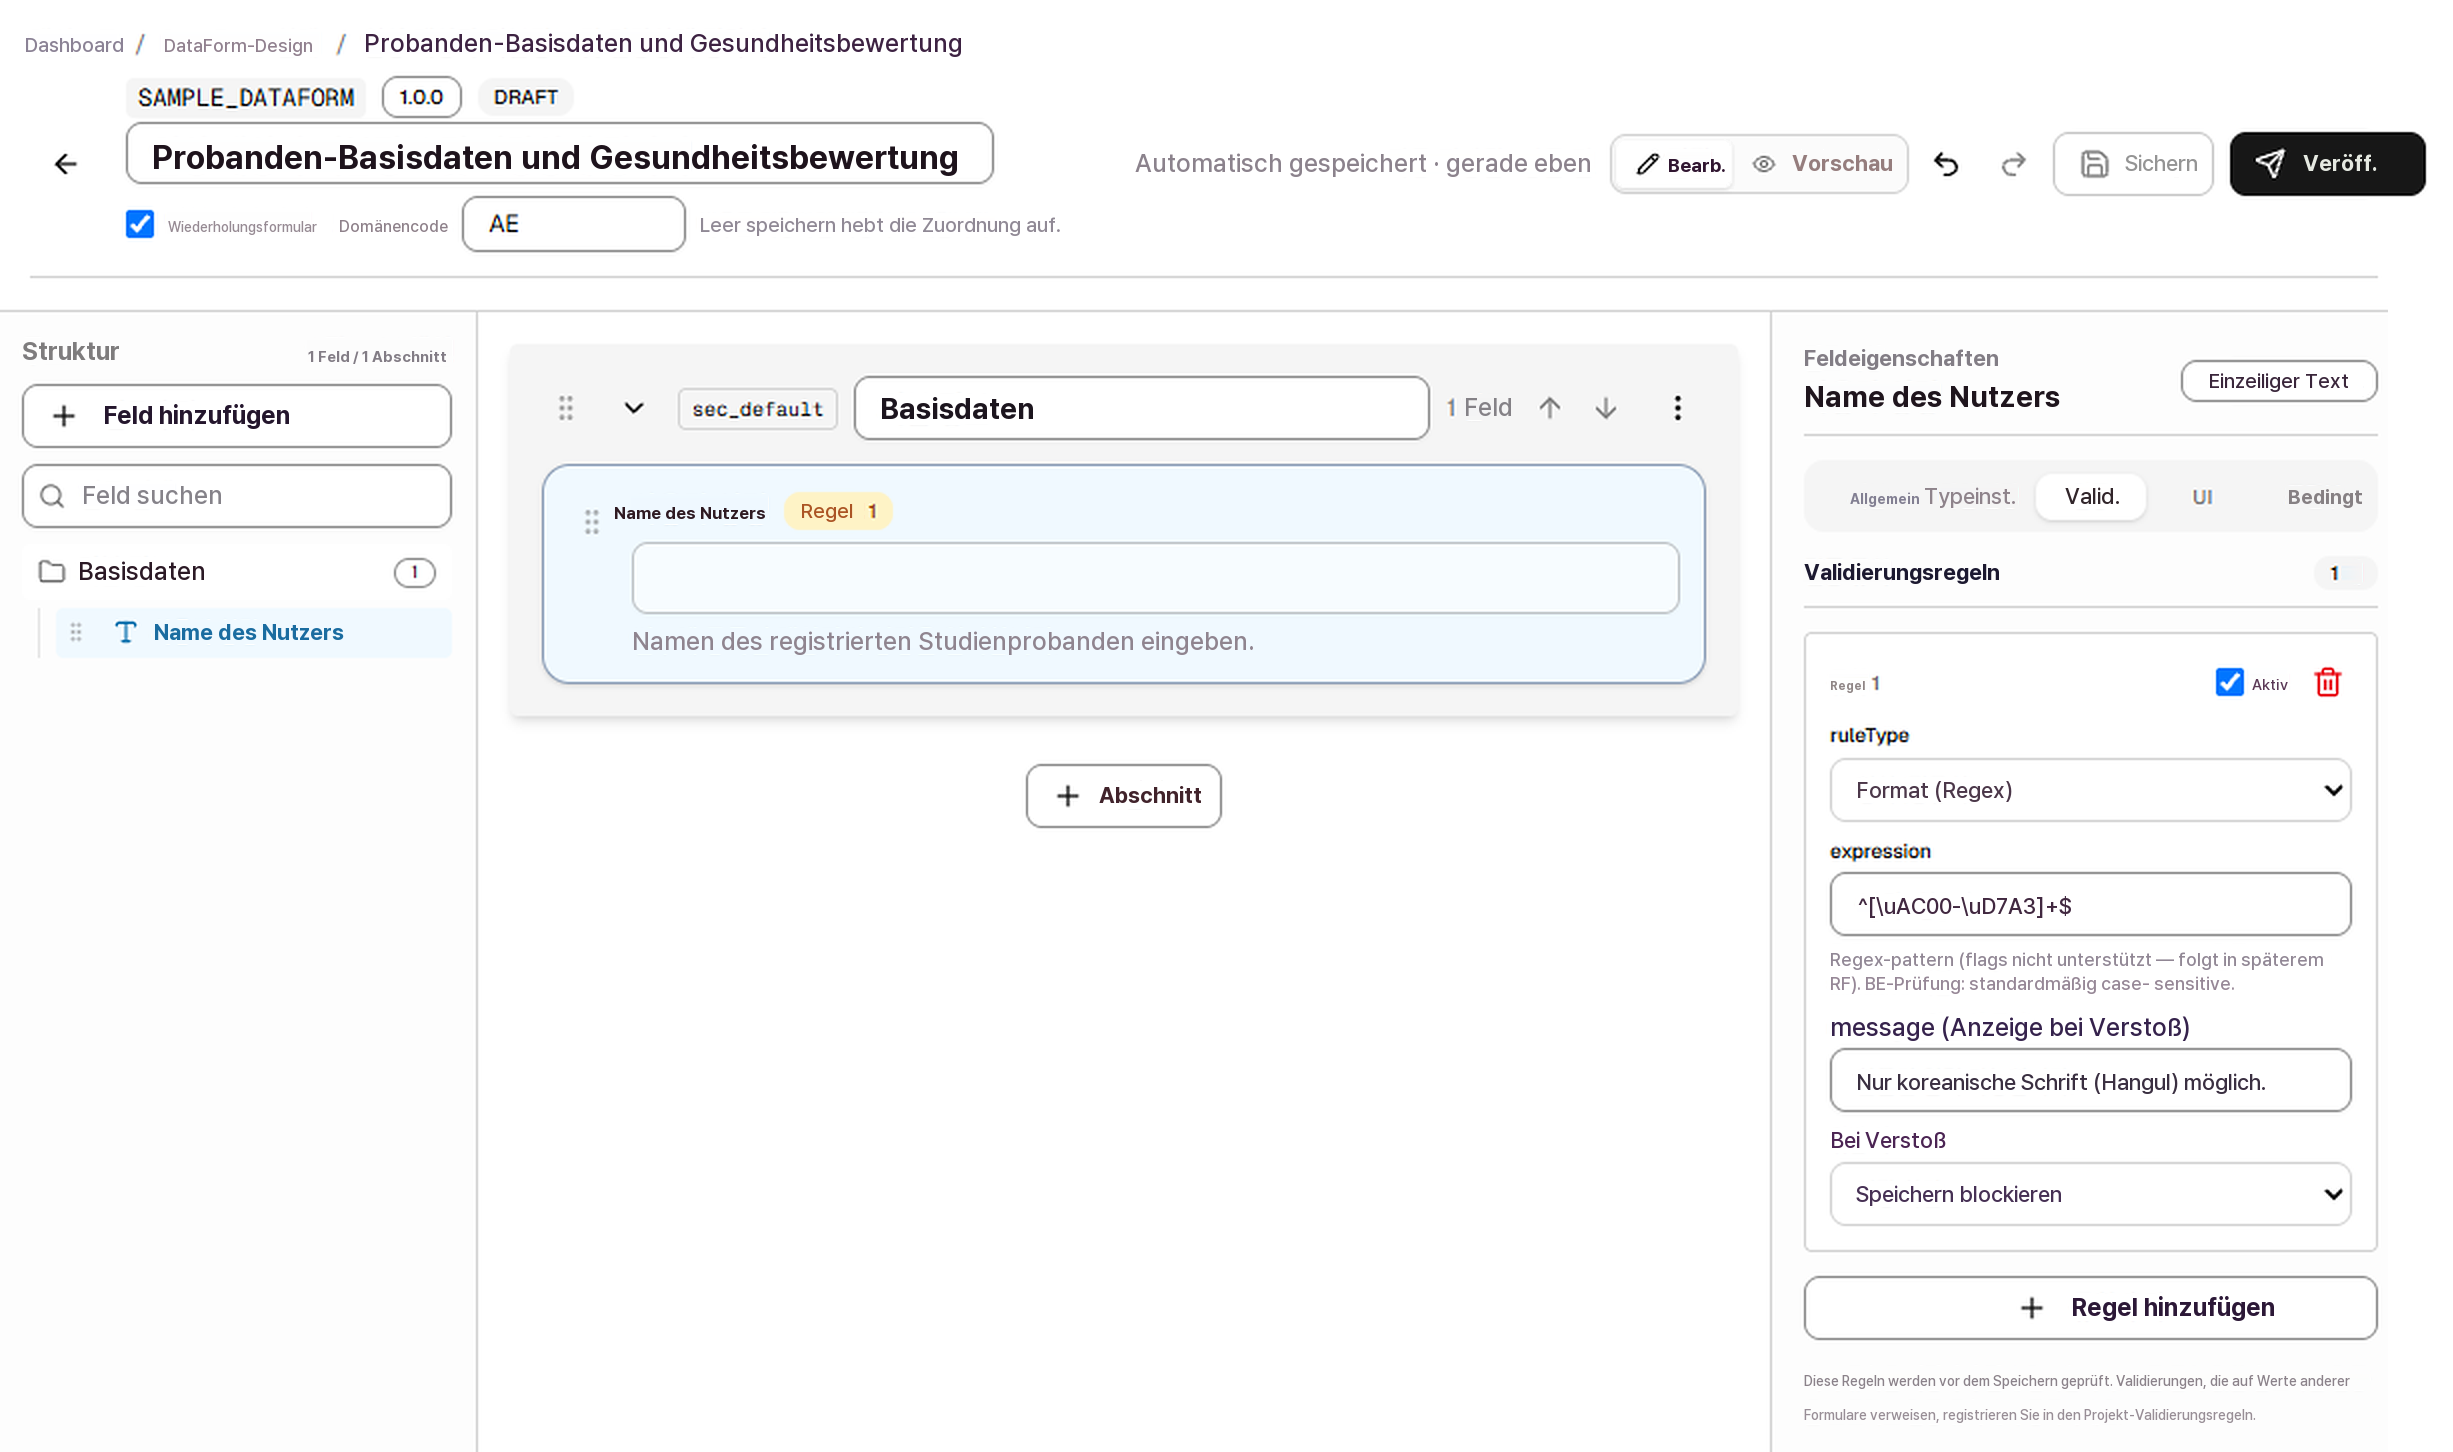 Dashboard / DataForm-Design / Probanden-Basisdaten und Gesundheitsbewertung
SAMPLE_DATAFORM 1.0.0 DRAFT
Probanden-Basisdaten und Gesundheitsbewertung
Automatisch gespeichert · gerade eben Bearb. Vorschau Sichern Veröff.
Wiederholungsformular Domänencode AE Leer speichern hebt die Zuordnung auf.
Struktur 1 Feld / 1 Abschnitt
Feld hinzufügen
Feld suchen
Basisdaten 1
Name des Nutzers
sec_default Basisdaten 1 Feld
Name des Nutzers Regel 1
Namen des registrierten Studienprobanden eingeben.
Abschnitt
Feldeigenschaften
Name des Nutzers Einzeiliger Text
Allgemein Typeinst. Valid. UI Bedingt
Validierungsregeln 1
Regel 1 Aktiv
ruleType
Format (Regex)
expression
^[\uAC00-\uD7A3]+$
Regex-pattern (flags nicht unterstützt — folgt in späterem
RF). BE-Prüfung: standardmäßig case- sensitive.
message (Anzeige bei Verstoß)
Nur koreanische Schrift (Hangul) möglich.
Bei Verstoß
Speichern blockieren
Regel hinzufügen
Diese Regeln werden vor dem Speichern geprüft. Validierungen, die auf Werte anderer
Formulare verweisen, registrieren Sie in den Projekt-Validierungsregeln.